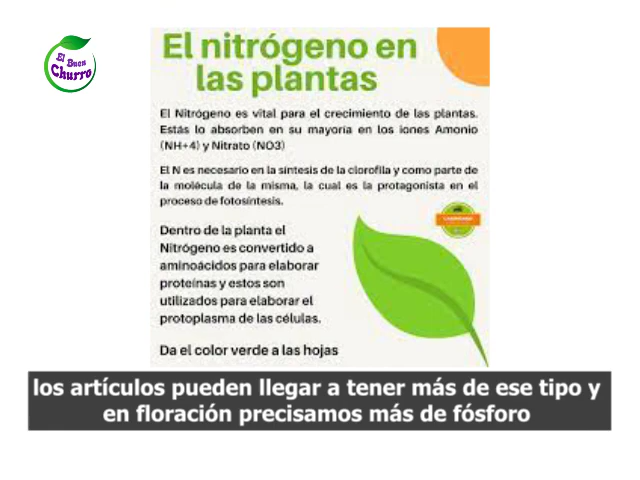 El Buen
Churro
El nitrógeno en
las plantas
El Nitrógeno es vital para el crecimiento de las plantas.
Estás lo absorben en su mayoría en los iones Amonio
(NH+4) y Nitrato (NO3)
El N es necesario en la síntesis de la clorofila y como parte de
la molécula de la misma, la cual es la protagonista en el
proceso de fotosíntesis.
Dentro de la planta el
Nitrógeno es convertido a
aminoácidos para elaborar
proteínas y estos son
utilizados para elaborar el
protoplasma de las células.
Da el color verde a las hojas
los artículos pueden llegar a tener más de ese tipo y
en floración precisamos más de fósforo